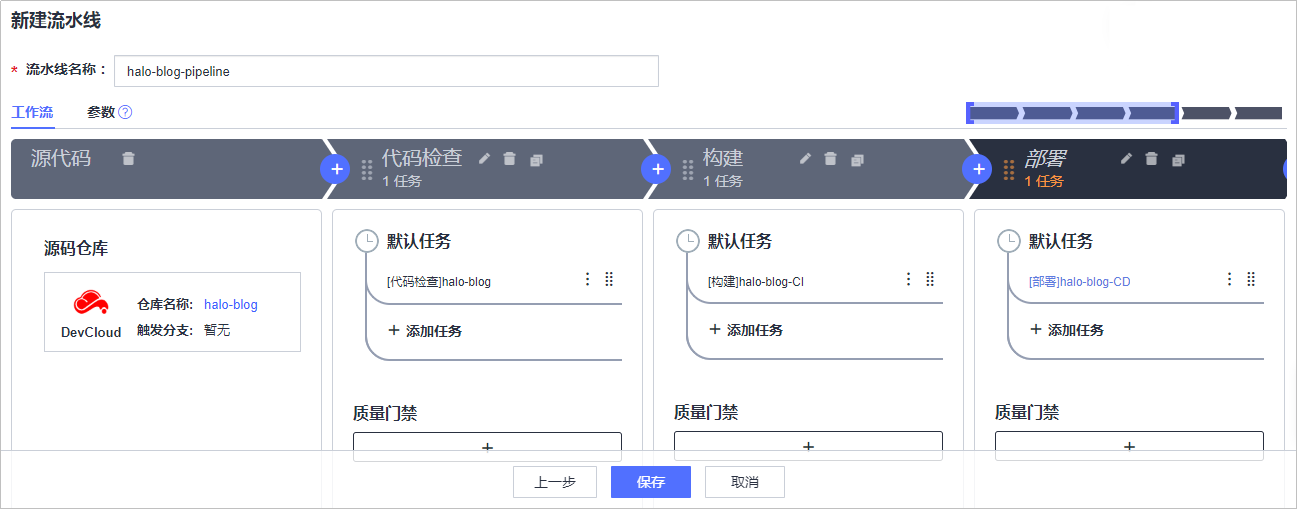 新建流水线
* 流水线名称： halo-blog-pipeline
工作流 参数 ?
源代码 代码检查 构建 部署
1 任务 1 任务 1 任务
源码仓库 默认任务 默认任务 默认任务
[代码检查]halo-blog [构建]halo-blog-CI [部署]halo-blog-CD
仓库名称: halo-blog
DevCloud 触发分支: 暂无
+ 添加任务 + 添加任务 + 添加任务
质量门禁 质量门禁 质量门禁
+ + +
上一步 保存 取消